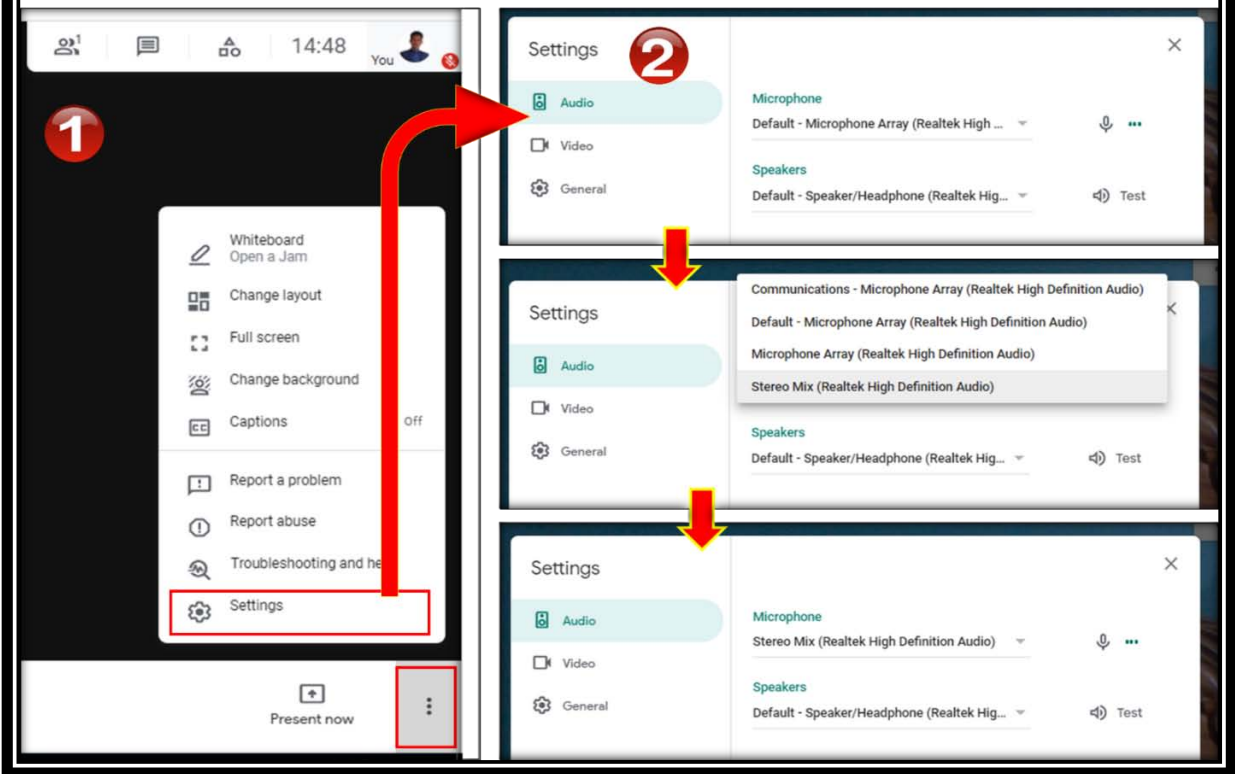 1
14:48
You
1
Whiteboard
Open a Jam
Change layout
Full screen
Change background
Captions
Off
Report a problem
Report abuse
Troubleshooting and he
Settings
Present now
Settings
2
Audio
Video
General
Microphone
Default - Microphone Array (Realtek High ...
Speakers
Default - Speaker/Headphone (Realtek Hig...
Test
Settings
Audio
Video
General
Communications - Microphone Array (Realtek High Definition Audio)
Default - Microphone Array (Realtek High Definition Audio)
Microphone Array (Realtek High Definition Audio)
Stereo Mix (Realtek High Definition Audio)
Speakers
Default - Speaker/Headphone (Realtek Hig...
Test
Settings
Audio
Video
General
Microphone
Stereo Mix (Realtek High Definition Audio)
Speakers
Default - Speaker/Headphone (Realtek Hig...
Test